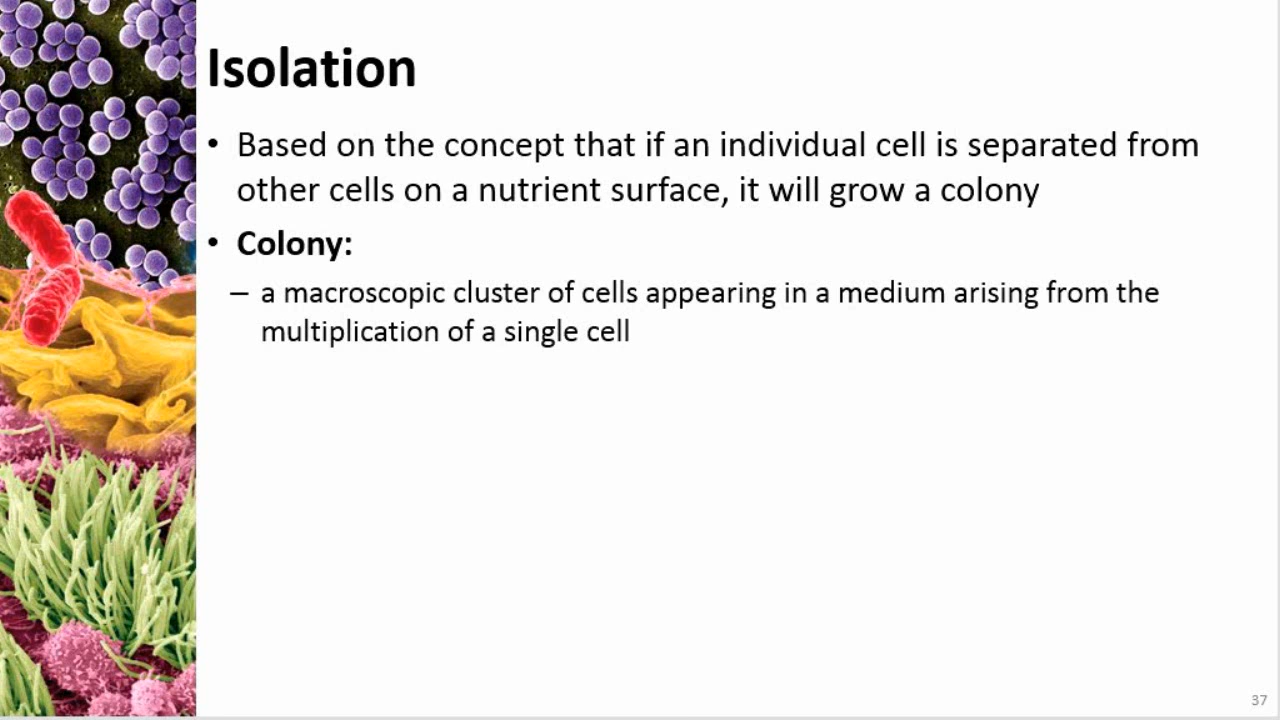 Isolation
• Based on the concept that if an individual cell is separated from
other cells on a nutrient surface, it will grow a colony
• Colony:
– a macroscopic cluster of cells appearing in a medium arising from the
multiplication of a single cell
37